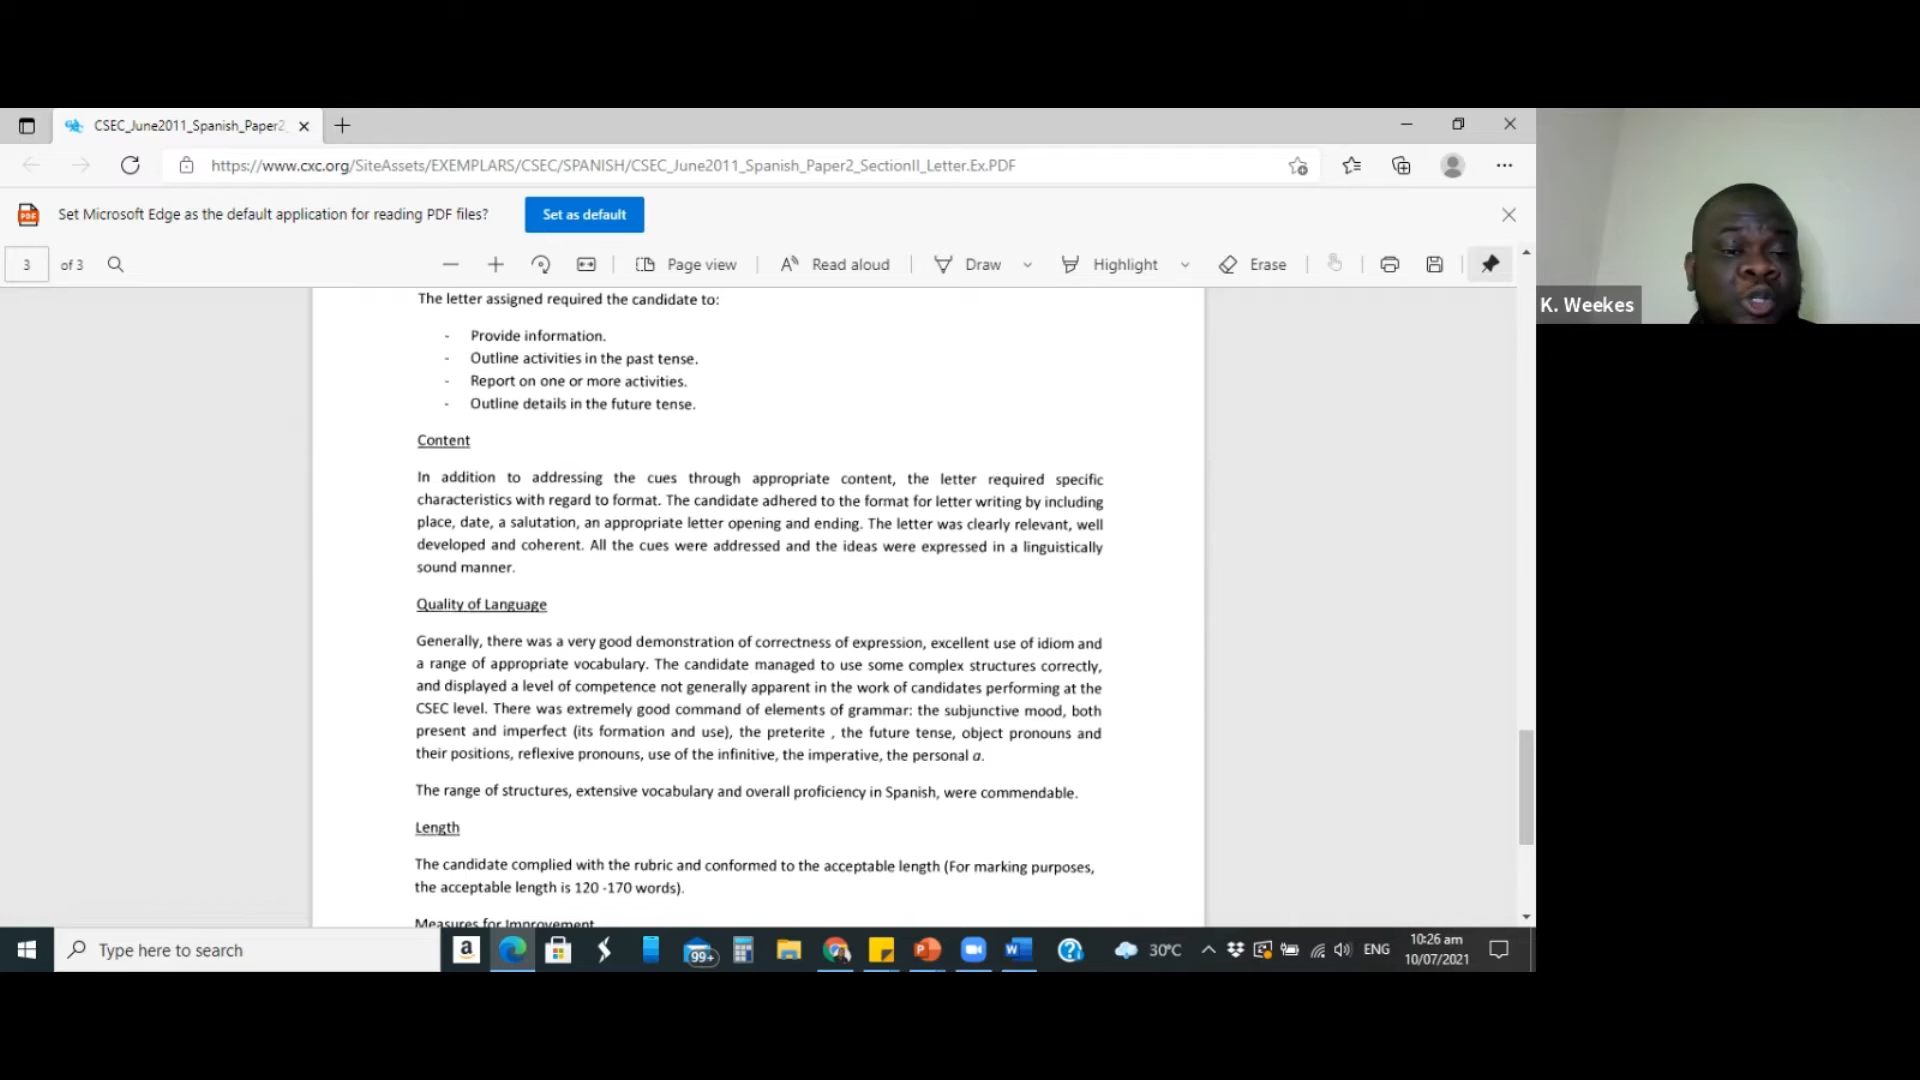 CSEC_June2011_Spanish_Paper2_
https://www.cxc.org/SiteAssets/EXEMPLARS/CSEC/SPANISH/CSEC_June2011_Spanish_Paper2_SectionII_Letter.Ex.PDF
PDF
Set Microsoft Edge as the default application for reading PDF files?
Set as default
3
of 3
Page view
Read aloud
Draw
Highlight
Erase
K. Weekes
The letter assigned required the candidate to:
- Provide information.
- Outline activities in the past tense.
- Report on one or more activities.
- Outline details in the future tense.
Content
In addition to addressing the cues through appropriate content, the letter required specific
characteristics with regard to format. The candidate adhered to the format for letter writing by including
place, date, a salutation, an appropriate letter opening and ending. The letter was clearly relevant, well
developed and coherent. All the cues were addressed and the ideas were expressed in a linguistically
sound manner.
Quality of Language
Generally, there was a very good demonstration of correctness of expression, excellent use of idiom and
a range of appropriate vocabulary. The candidate managed to use some complex structures correctly,
and displayed a level of competence not generally apparent in the work of candidates performing at the
CSEC level. There was extremely good command of elements of grammar: the subjunctive mood, both
present and imperfect (its formation and use), the preterite , the future tense, object pronouns and
their positions, reflexive pronouns, use of the infinitive, the imperative, the personal a.
The range of structures, extensive vocabulary and overall proficiency in Spanish, were commendable.
Length
The candidate complied with the rubric and conformed to the acceptable length (For marking purposes,
the acceptable length is 120 -170 words).
Measures for Improvement
Type here to search
a
99+
P
W
30°C
ENG
10:26 am
10/07/2021